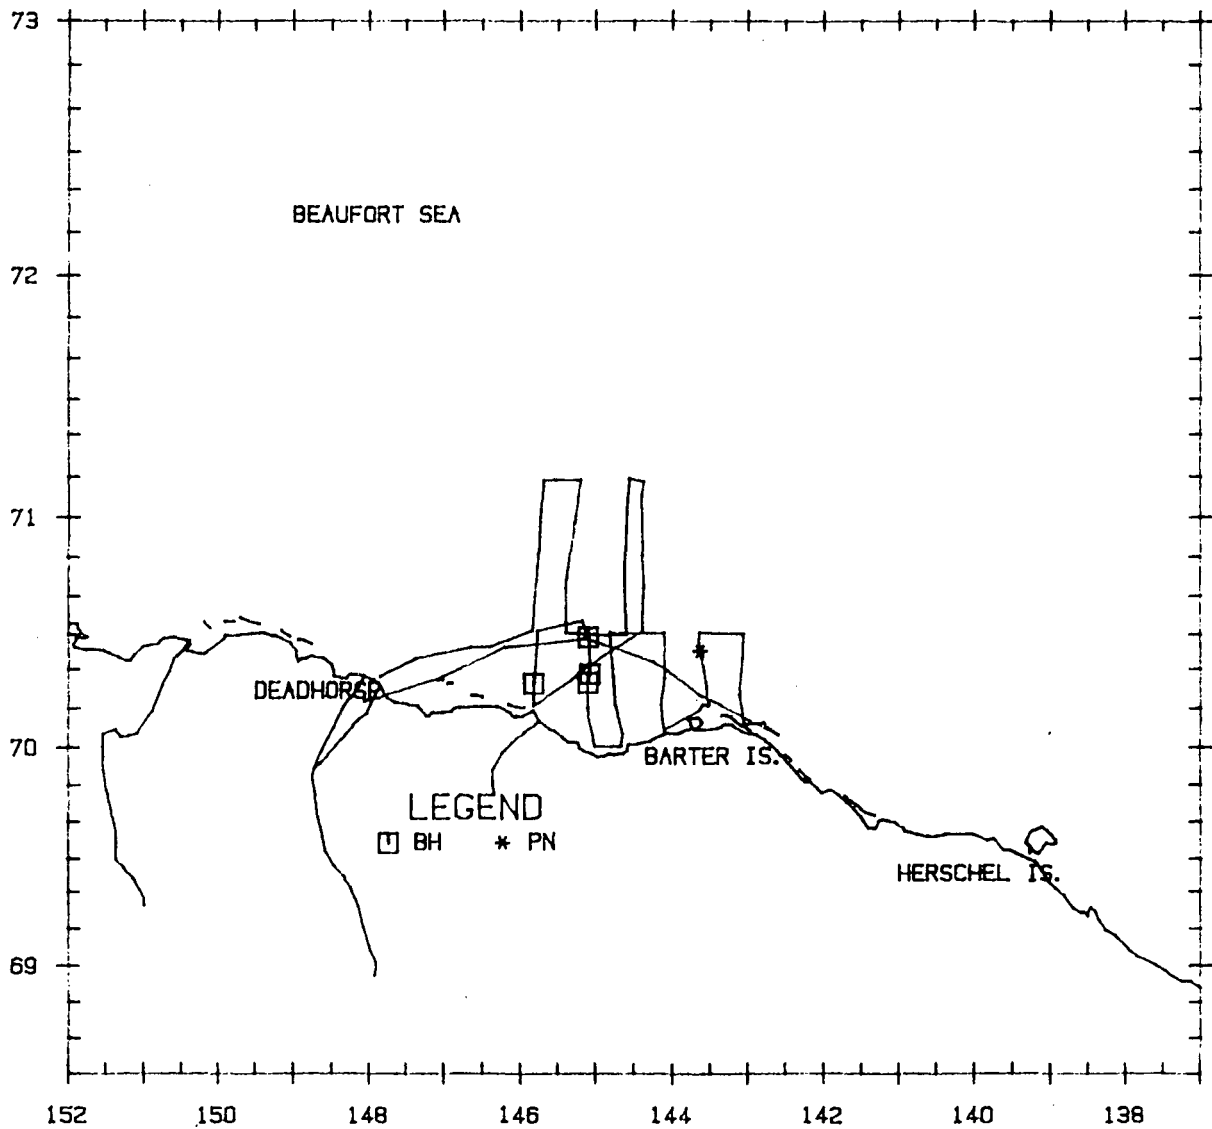 73
BEAUFORT SEA
72
71
DEADHORSE
70
BARTER IS.
LEGEND
BH * PN
HERSCHEL IS.
69
152 150 148 146 144 142 140 138